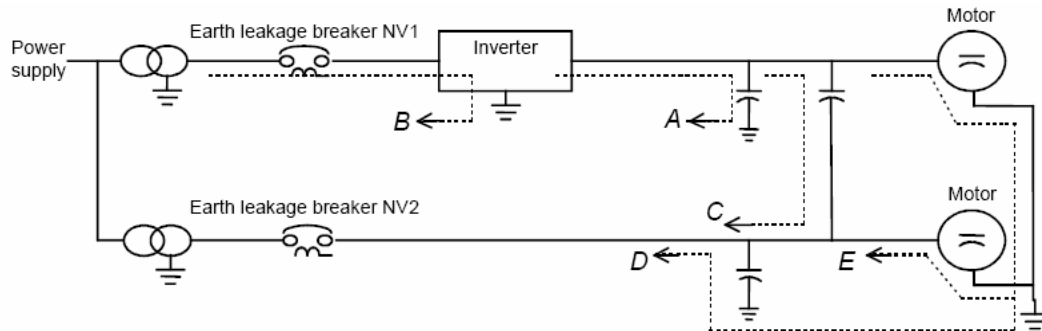 Power
supply
Earth leakage breaker NV1
Inverter
Motor
B
A
C
Earth leakage breaker NV2
Motor
D
E